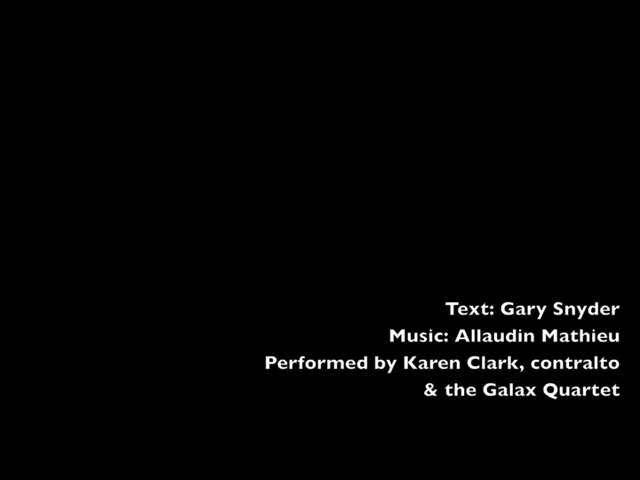 Text: Gary Snyder
Music: Allaudin Mathieu
Performed by Karen Clark, contralto
& the Galax Quartet